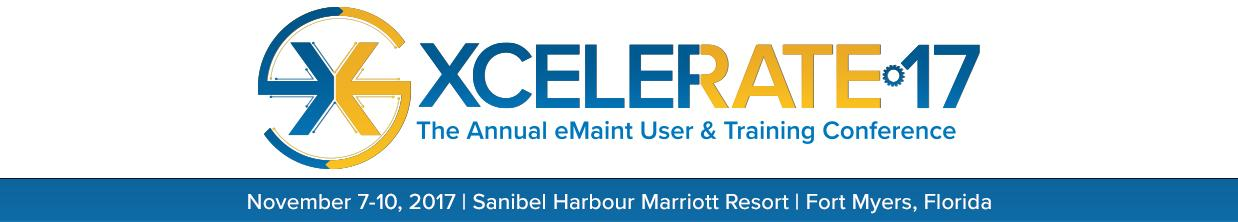 XCELERATE17
The Annual eMaint User & Training Conference
November 7-10, 2017 | Sanibel Harbour Marriott Resort | Fort Myers, Florida